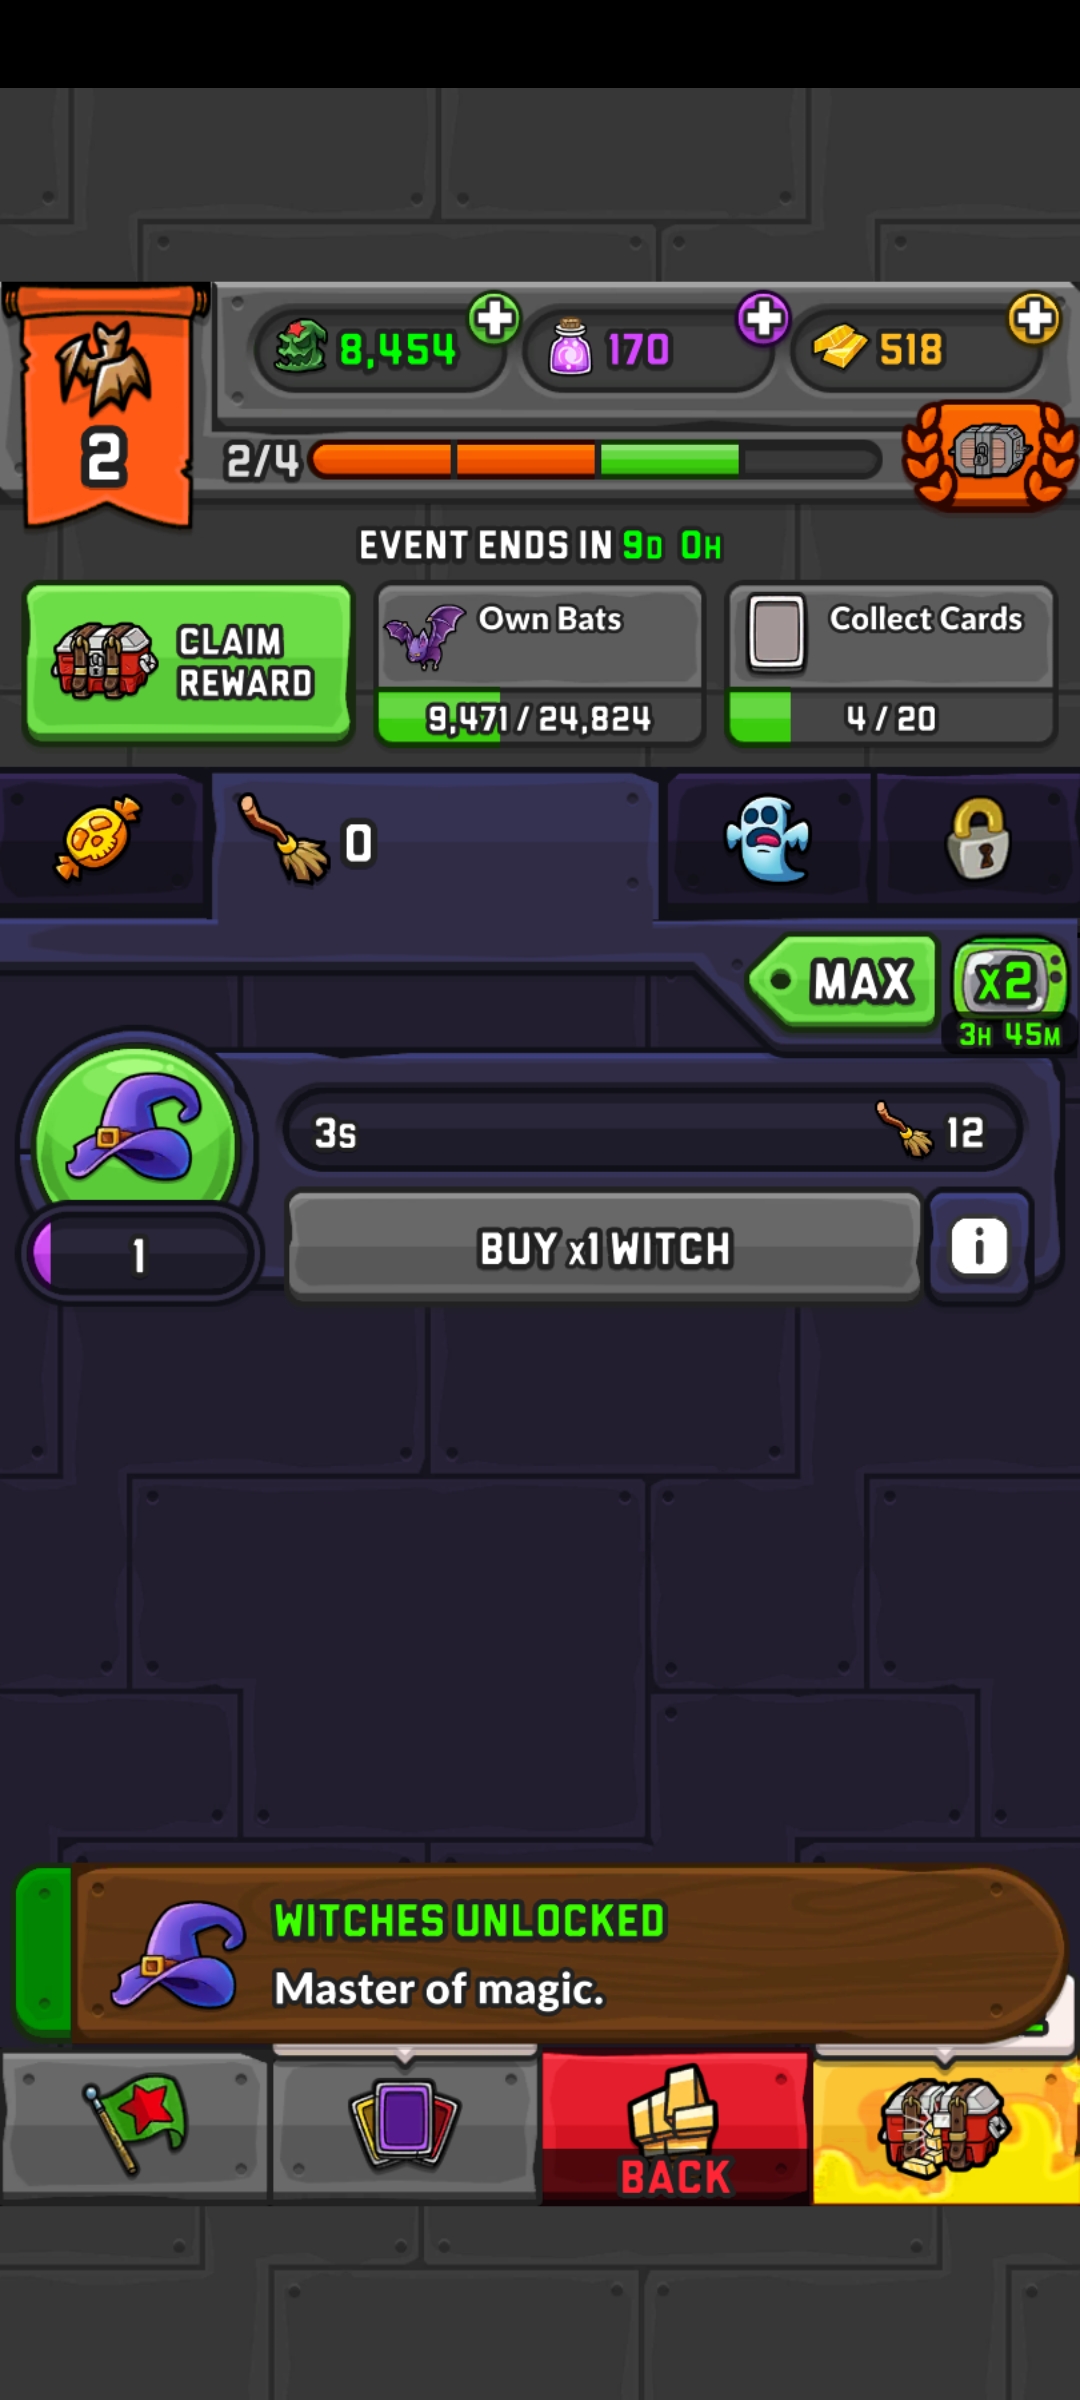 8,454
170
518
2
2/4
EVENT ENDS IN 9D 0H
CLAIM
REWARD
Own Bats
9,471 / 24,824
Collect Cards
4 / 20
0
MAX
x2
3H 45M
3s
12
1
BUY x1 WITCH
i
WITCHES UNLOCKED
Master of magic.
BACK